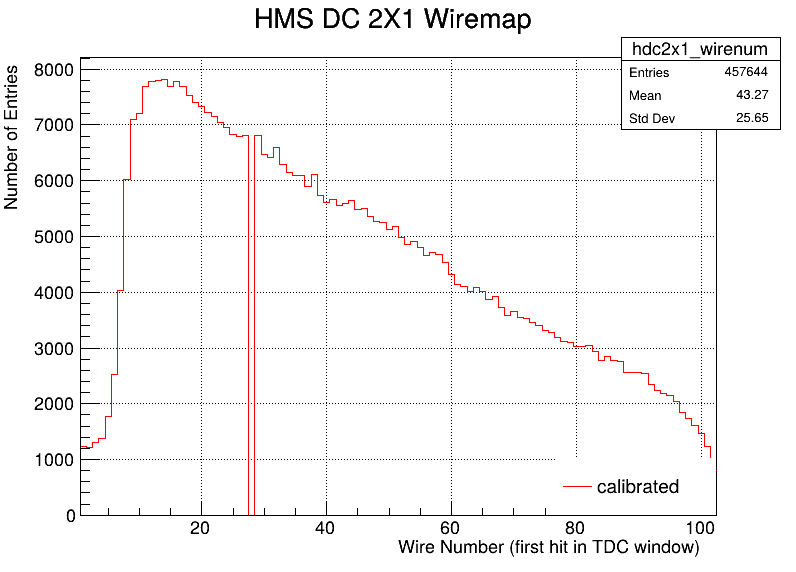 HMS DC 2X1 Wiremap
hdc2x1_wirenum
Entries 457644
Mean 43.27
Std Dev 25.65
Number of Entries
8000
7000
6000
5000
4000
3000
2000
1000
0
20 40 60 80 100
calibrated
Wire Number (first hit in TDC window)